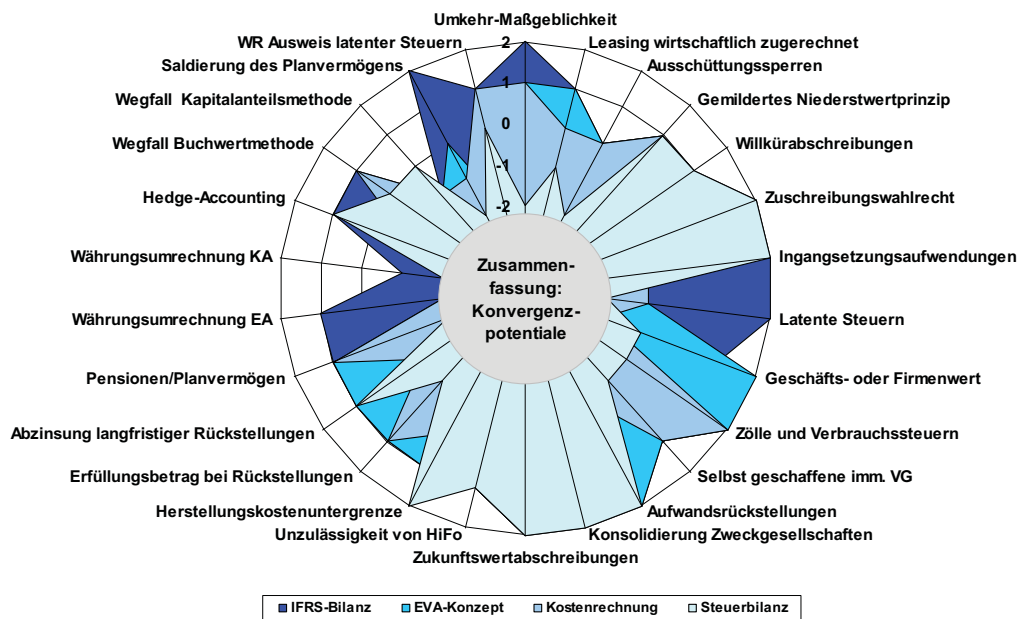 Umkehr-Maßgeblichkeit
WR Ausweis latenter Steuern
Leasing wirtschaftlich zugerechnet
Saldierung des Planvermögens
Ausschüttungssperren
Wegfall Kapitalanteilsmethode
Gemildertes Niederstwertprinzip
Wegfall Buchwertmethode
Willkürabschreibungen
Hedge-Accounting
Zuschreibungswahlrecht
Währungsumrechnung KA
Ingangsetzungsaufwendungen
Währungsumrechnung EA
Latente Steuern
Pensionen/Planvermögen
Geschäfts- oder Firmenwert
Abzinsung langfristiger Rückstellungen
Zölle und Verbrauchssteuern
Erfüllungsbetrag bei Rückstellungen
Selbst geschaffene imm. VG
Herstellungskostenuntergrenze
Aufwandsrückstellungen
Unzulässigkeit von HiFo
Konsolidierung Zweckgesellschaften
Zukunftswertabschreibungen
2
1
0
-1
-2
Zusammen-
fassung:
Konvergenz-
potentiale
IFRS-Bilanz EVA-Konzept Kostenrechnung Steuerbilanz